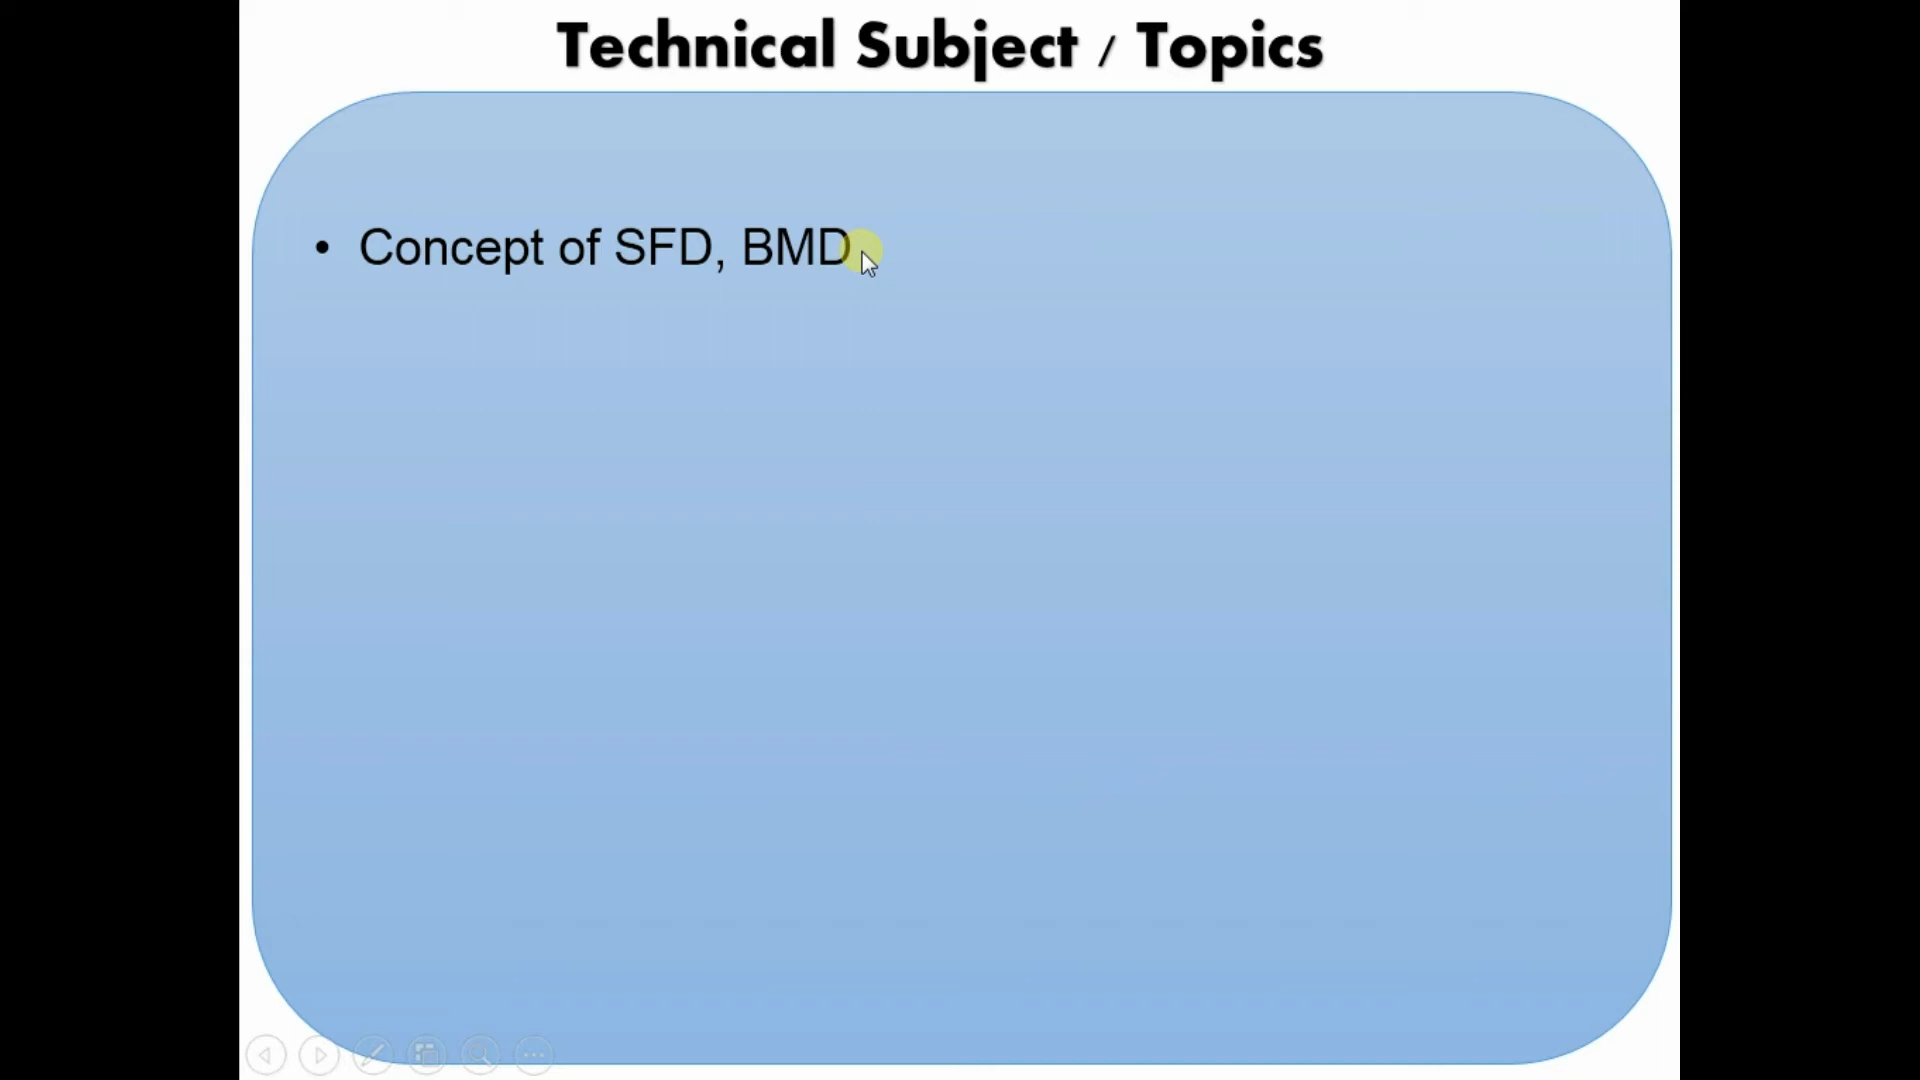 Technical Subject / Topics
• Concept of SFD, BMD